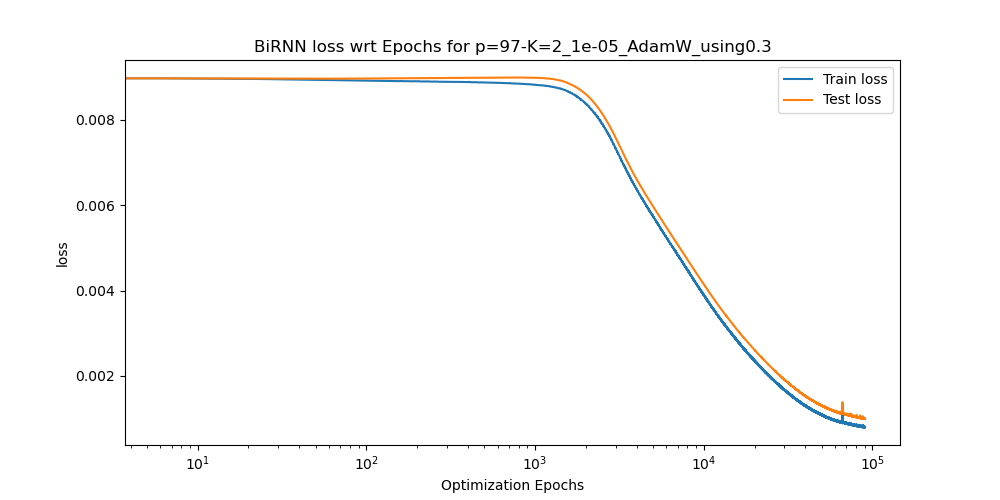 BiRNN loss wrt Epochs for p=97-K=2_1e-05_AdamW_using0.3
Train loss
Test loss
0.008
0.006
0.004
0.002
loss
10¹ 10² 10³ 10⁴ 10⁵
Optimization Epochs